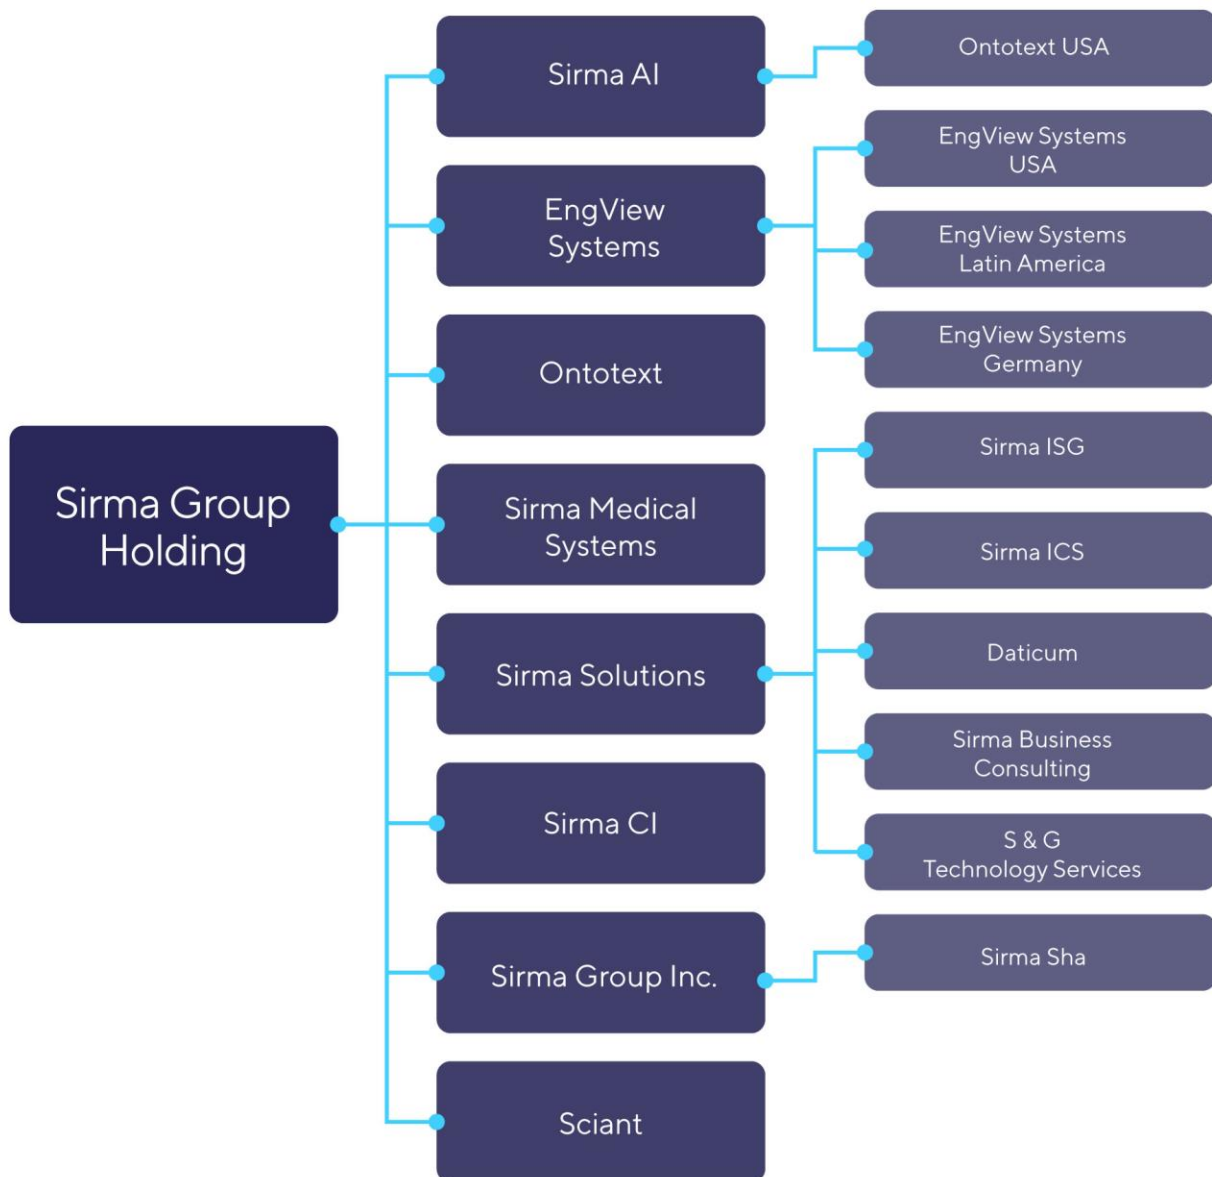 Sirma Group
Holding
Sirma AI
EngView
Systems
Ontotext
Sirma Medical
Systems
Sirma Solutions
Sirma CI
Sirma Group Inc.
Sciant
Ontotext USA
EngView Systems
USA
EngView Systems
Latin America
EngView Systems
Germany
Sirma ISG
Sirma ICS
Daticum
Sirma Business
Consulting
S & G
Technology Services
Sirma Sha